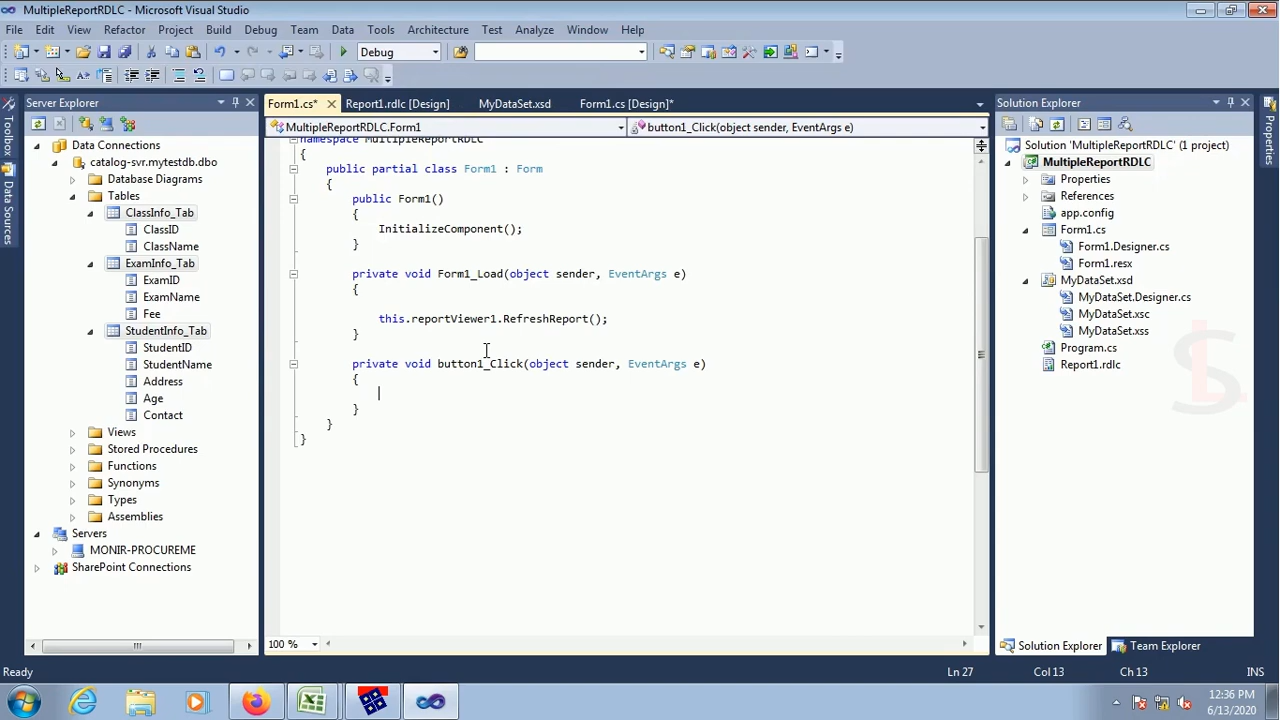 MultipleReportRDLC - Microsoft Visual Studio
File Edit View Refactor Project Build Debug Team Data Tools Architecture Test Analyze Window Help
Debug
Server Explorer
Form1.cs* Report1.rdlc [Design] MyDataSet.xsd Form1.cs [Design]*
Solution Explorer
MultipleReportRDLC.Form1
button1_Click(object sender, EventArgs e)
Toolbox
Data Sources
Properties
Data Connections
catalog-svr.mytestdb.dbo
Database Diagrams
Tables
ClassInfo_Tab
ClassID
ClassName
ExamInfo_Tab
ExamID
ExamName
Fee
StudentInfo_Tab
StudentID
StudentName
Address
Age
Contact
Views
Stored Procedures
Functions
Synonyms
Types
Assemblies
Servers
MONIR-PROCUREME
SharePoint Connections
namespace MultipleReportRDLC
{
public partial class Form1 : Form
{
public Form1()
{
InitializeComponent();
}
private void Form1_Load(object sender, EventArgs e)
{
this.reportViewer1.RefreshReport();
}
private void button1_Click(object sender, EventArgs e)
{
}
}
}
100 %
Solution 'MultipleReportRDLC' (1 project)
MultipleReportRDLC
Properties
References
app.config
Form1.cs
Form1.Designer.cs
Form1.resx
MyDataSet.xsd
MyDataSet.Designer.cs
MyDataSet.xsc
MyDataSet.xss
Program.cs
Report1.rdlc
SL
Solution Explorer Team Explorer
Ready Ln 27 Col 13 Ch 13 INS
12:36 PM
6/13/2020